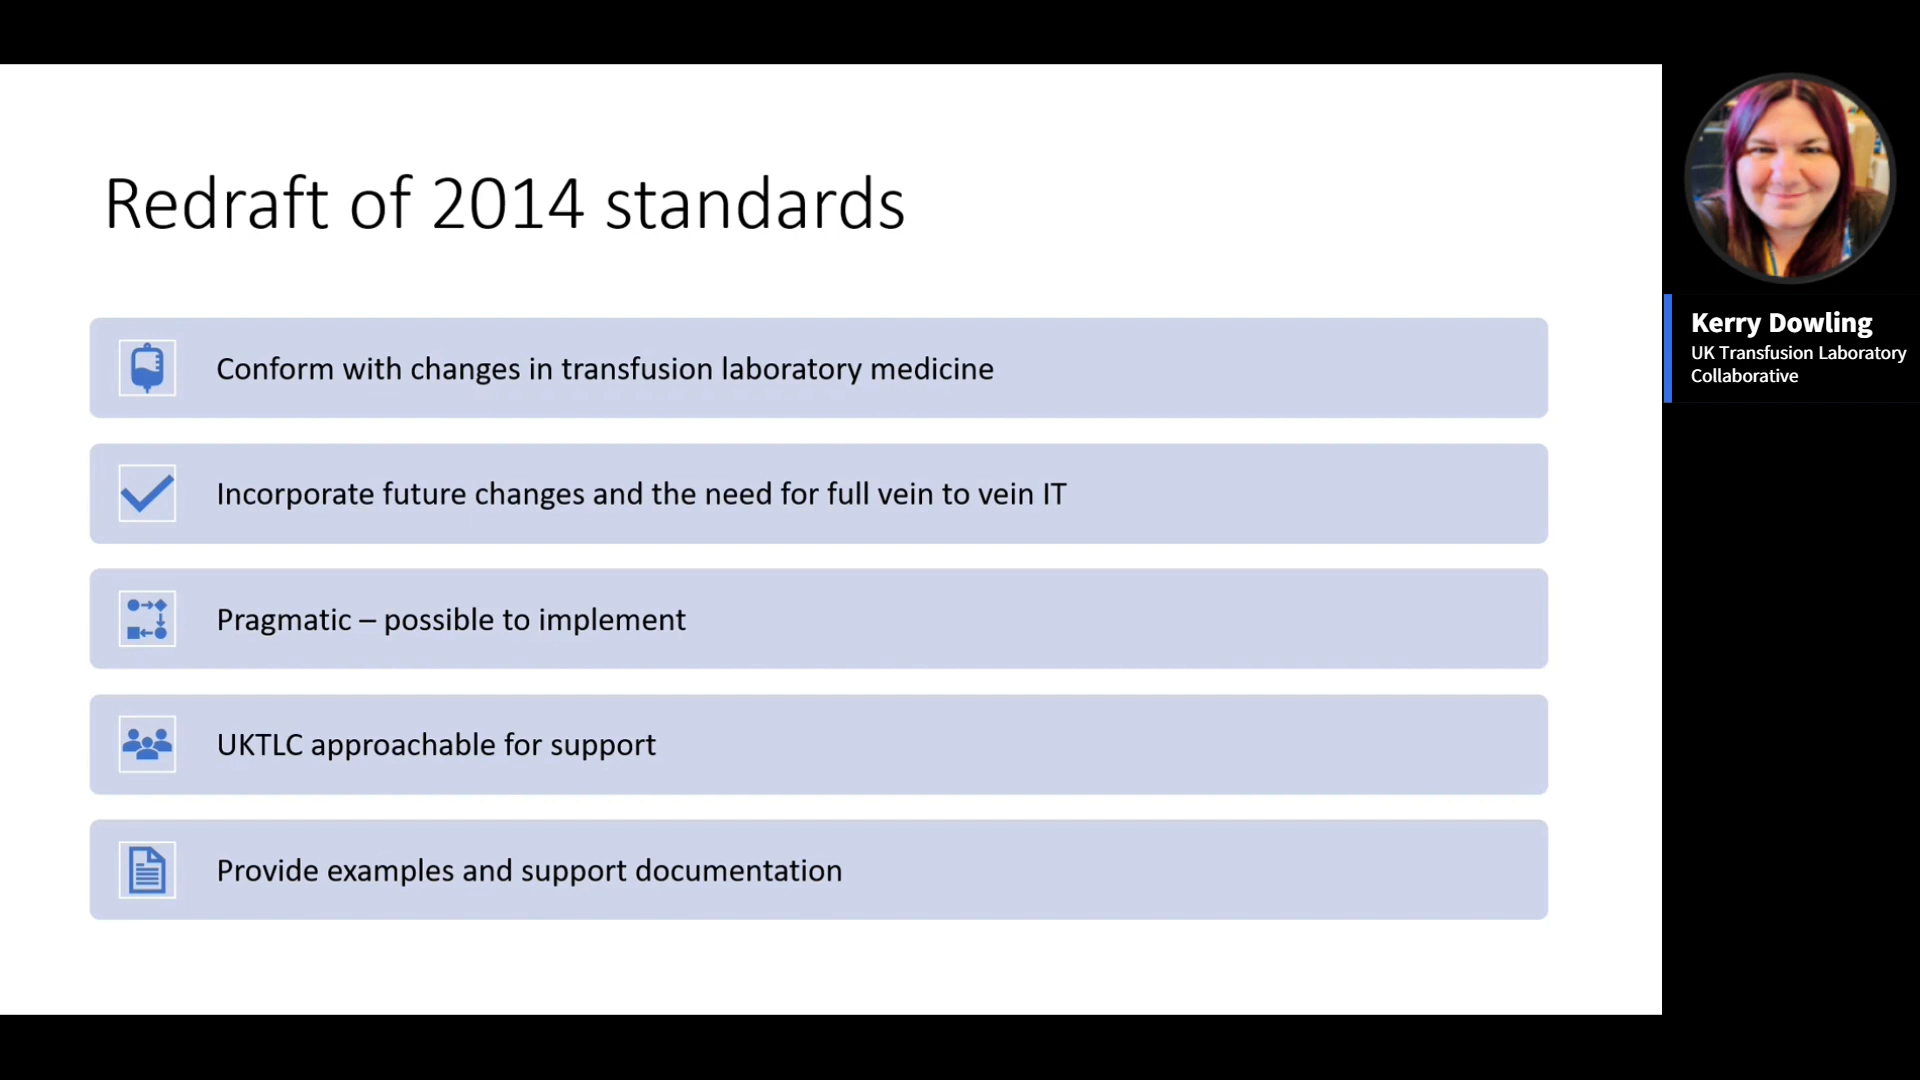 Redraft of 2014 standards
Conform with changes in transfusion laboratory medicine
Incorporate future changes and the need for full vein to vein IT
Pragmatic – possible to implement
UKTLC approachable for support
Provide examples and support documentation
Kerry Dowling
UK Transfusion Laboratory
Collaborative